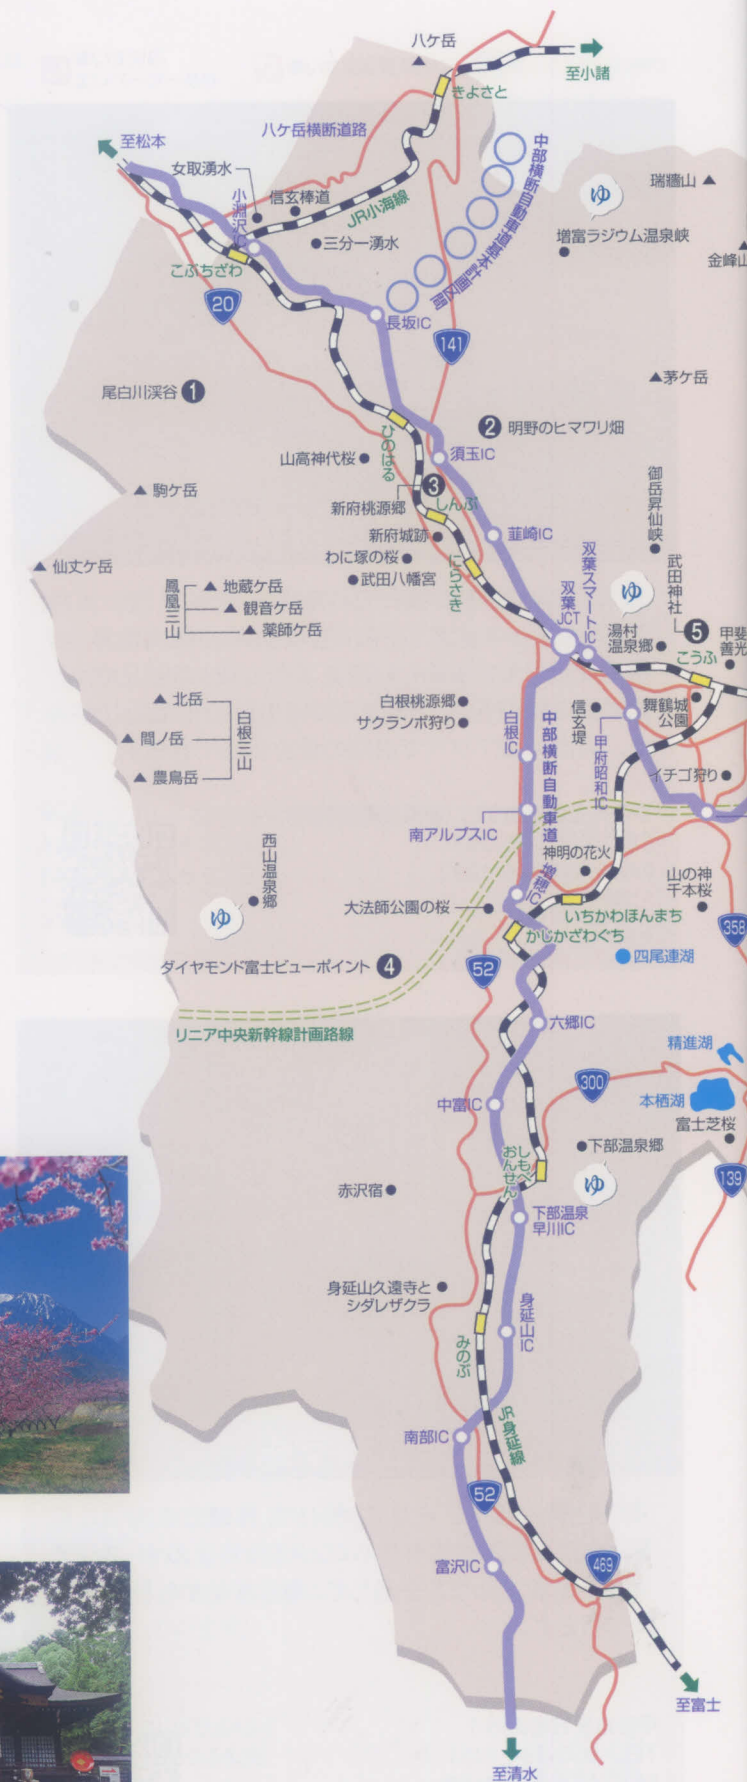 八ケ岳
至小諸
きよさと
至松本
八ケ岳横断道路
中部横断自動車道基本計画区間
女取湧水
信玄棒道
小淵沢IC
JR小海線
三分一湧水
ゆ
瑞牆山
増富ラジウム温泉峡
金峰山
こぶちざわ
20
長坂IC
141
茅ケ岳
尾白川渓谷 1
2 明野のヒマワリ畑
ひのはる
山高神代桜
須玉IC
御岳昇仙峡
駒ケ岳
3
新府桃源郷
しんぷ
新府城跡
韮崎IC
わに塚の桜
にらさき
武田八幡宮
双葉スマートIC
双葉JCT
武田神社
仙丈ケ岳
鳳凰三山
地蔵ケ岳
観音ケ岳
薬師ケ岳
ゆ
湯村
温泉郷
5
甲斐
善光
こうふ
北岳
間ノ岳
農鳥岳
白根三山
白根桃源郷
サクランボ狩り
白根IC
中部横断自動車道
信玄堤
舞鶴城
公園
甲府昭和IC
イチゴ狩り
南アルプスIC
神明の花火
西山温泉郷
ゆ
増穂IC
山の神
千本桜
大法師公園の桜
いちかわほんまち
かじかざわぐち
358
四尾連湖
ダイヤモンド富士ビューポイント 4
52
リニア中央新幹線計画路線
六郷IC
精進湖
300
本栖湖
中富IC
富士芝桜
しもべ
おんせん
下部温泉郷
ゆ
139
赤沢宿
下部温泉
早川IC
身延山久遠寺と
シダレザクラ
身延山IC
みのぶ
南部IC
JR身延線
52
富沢IC
469
至富士
至清水